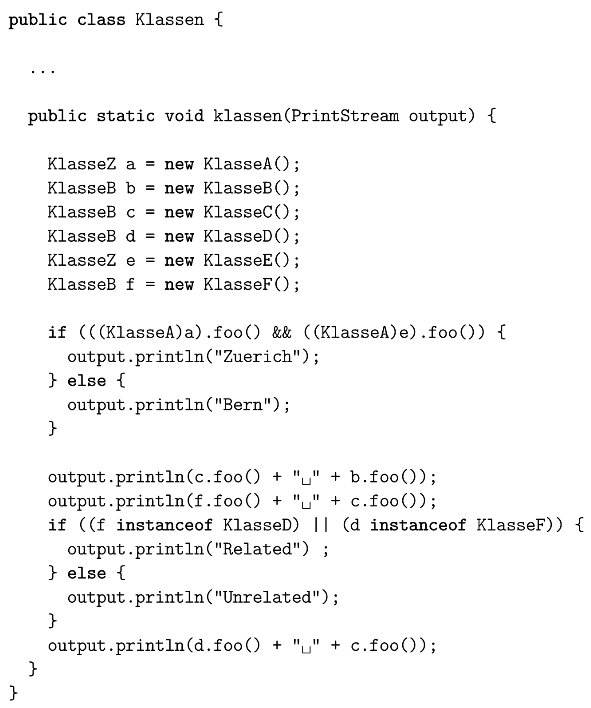 public class Klassen {
...
public static void klassen(PrintStream output) {
KlasseZ a = new KlasseA();
KlasseB b = new KlasseB();
KlasseB c = new KlasseC();
KlasseB d = new KlasseD();
KlasseZ e = new KlasseE();
KlasseB f = new KlasseF();
if (((KlasseA)a).foo() && ((KlasseA)e).foo()) {
output.println("Zuerich");
} else {
output.println("Bern");
}
output.println(c.foo() + "␣" + b.foo());
output.println(f.foo() + "␣" + c.foo());
if ((f instanceof KlasseD) || (d instanceof KlasseF)) {
output.println("Related") ;
} else {
output.println("Unrelated");
}
output.println(d.foo() + "␣" + c.foo());
}
}